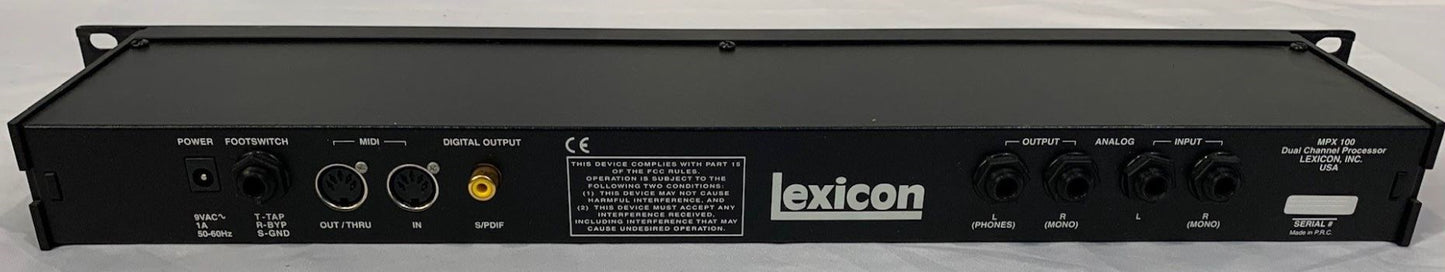 POWER
9VAC~
1A
50-60Hz
FOOTSWITCH
T-TAP
R-BYP
S-GND
MIDI
OUT / THRU
IN
DIGITAL OUTPUT
S/PDIF
CE
THIS DEVICE COMPLIES WITH PART 15
OF THE FCC RULES.
OPERATION IS SUBJECT TO THE
FOLLOWING TWO CONDITIONS:
(1) THIS DEVICE MAY NOT CAUSE
HARMFUL INTERFERENCE, AND
(2) THIS DEVICE MUST ACCEPT ANY
INTERFERENCE RECEIVED,
INCLUDING INTERFERENCE THAT MAY
CAUSE UNDESIRED OPERATION.
Lexicon
OUTPUT
ANALOG
INPUT
L
(PHONES)
R
(MONO)
L
R
(MONO)
MPX 100
Dual Channel Processor
LEXICON, INC.
USA
SERIAL #
Made in P.R.C.